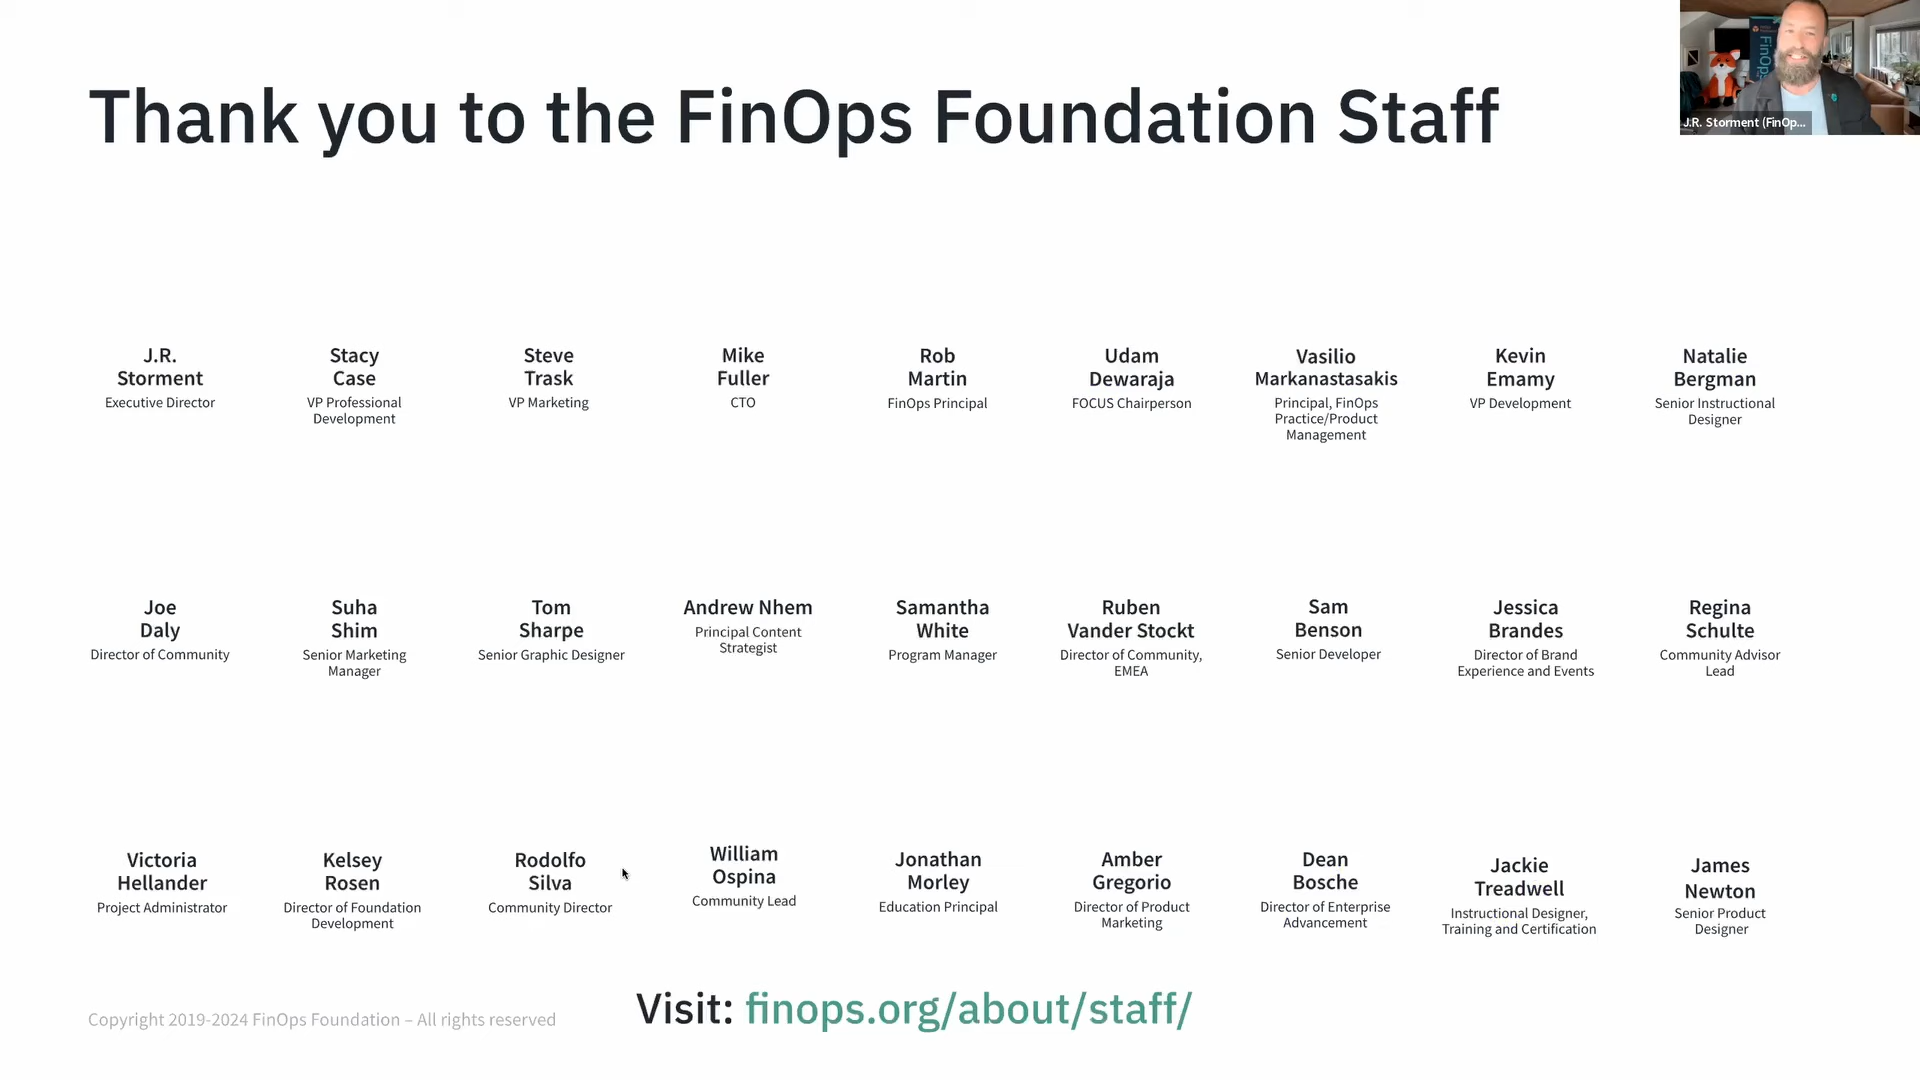 Thank you to the FinOps Foundation Staff
FinOps
J.R. Storment (FinOp...
J.R.
Storment
Executive Director
Stacy
Case
VP Professional
Development
Steve
Trask
VP Marketing
Mike
Fuller
CTO
Rob
Martin
FinOps Principal
Udam
Dewaraja
FOCUS Chairperson
Vasilio
Markanastasakis
Principal, FinOps
Practice/Product
Management
Kevin
Emamy
VP Development
Natalie
Bergman
Senior Instructional
Designer
Joe
Daly
Director of Community
Suha
Shim
Senior Marketing
Manager
Tom
Sharpe
Senior Graphic Designer
Andrew Nhem
Principal Content
Strategist
Samantha
White
Program Manager
Ruben
Vander Stockt
Director of Community,
EMEA
Sam
Benson
Senior Developer
Jessica
Brandes
Director of Brand
Experience and Events
Regina
Schulte
Community Advisor
Lead
Victoria
Hellander
Project Administrator
Kelsey
Rosen
Director of Foundation
Development
Rodolfo
Silva
Community Director
William
Ospina
Community Lead
Jonathan
Morley
Education Principal
Amber
Gregorio
Director of Product
Marketing
Dean
Bosche
Director of Enterprise
Advancement
Jackie
Treadwell
Instructional Designer,
Training and Certification
James
Newton
Senior Product
Designer
Visit: finops.org/about/staff/
Copyright 2019-2024 FinOps Foundation – All rights reserved